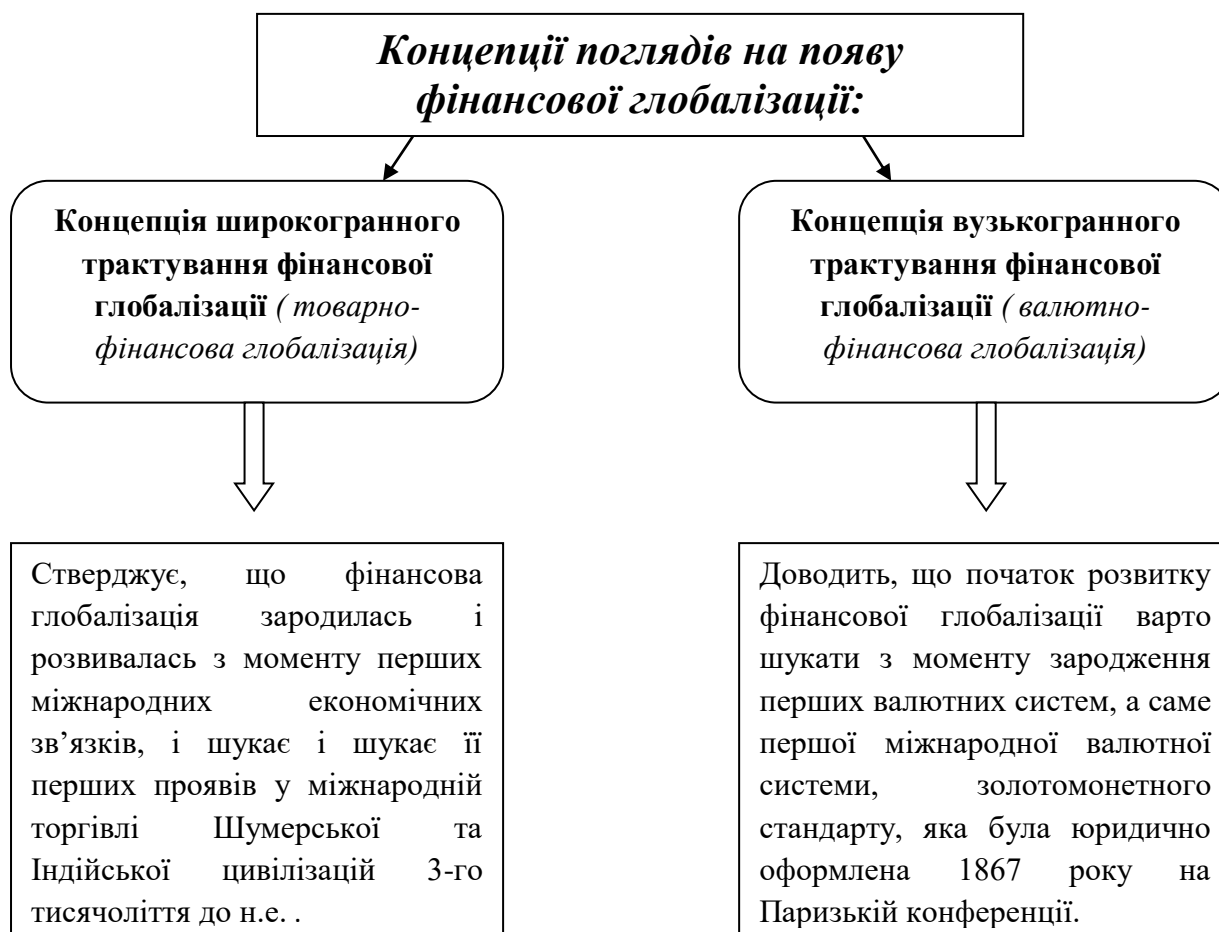 Концепції поглядів на появу
фінансової глобалізації:
Концепція широкогранного
трактування фінансової
глобалізації ( товарно-
фінансова глобалізація)
Стверджує, що фінансова
глобалізація зародилась і
розвивалась з моменту перших
міжнародних економічних
зв’язків, і шукає і шукає її
перших проявів у міжнародній
торгівлі Шумерської та
Індійської цивілізацій 3-го
тисячоліття до н.е. .
Концепція вузькогранного
трактування фінансової
глобалізації ( валютно-
фінансова глобалізація)
Доводить, що початок розвитку
фінансової глобалізації варто
шукати з моменту зародження
перших валютних систем, а саме
першої міжнародної валютної
системи, золотомонетного
стандарту, яка була юридично
оформлена 1867 року на
Паризькій конференції.